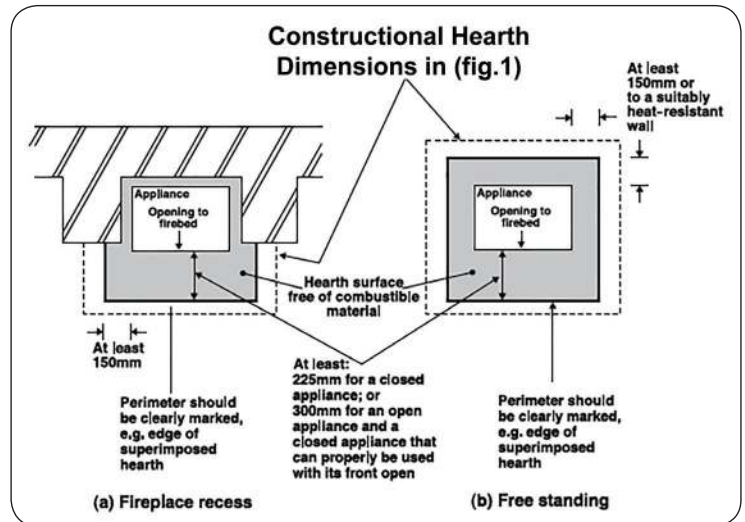 Constructional Hearth
Dimensions in (fig.1)
At least
150mm or
to a suitably
heat-resistant
wall
Appliance
Opening to
firebed
Appliance
Opening to
firebed
Hearth surface
free of combustible
material
At least
150mm
Perimeter should
be clearly marked,
e.g. edge of
superimposed
hearth
At least:
225mm for a closed
appliance; or
300mm for an open
appliance and a
closed appliance that
can properly be used
with its front open
Perimeter should
be clearly marked,
e.g. edge of
superimposed
hearth
(a) Fireplace recess
(b) Free standing